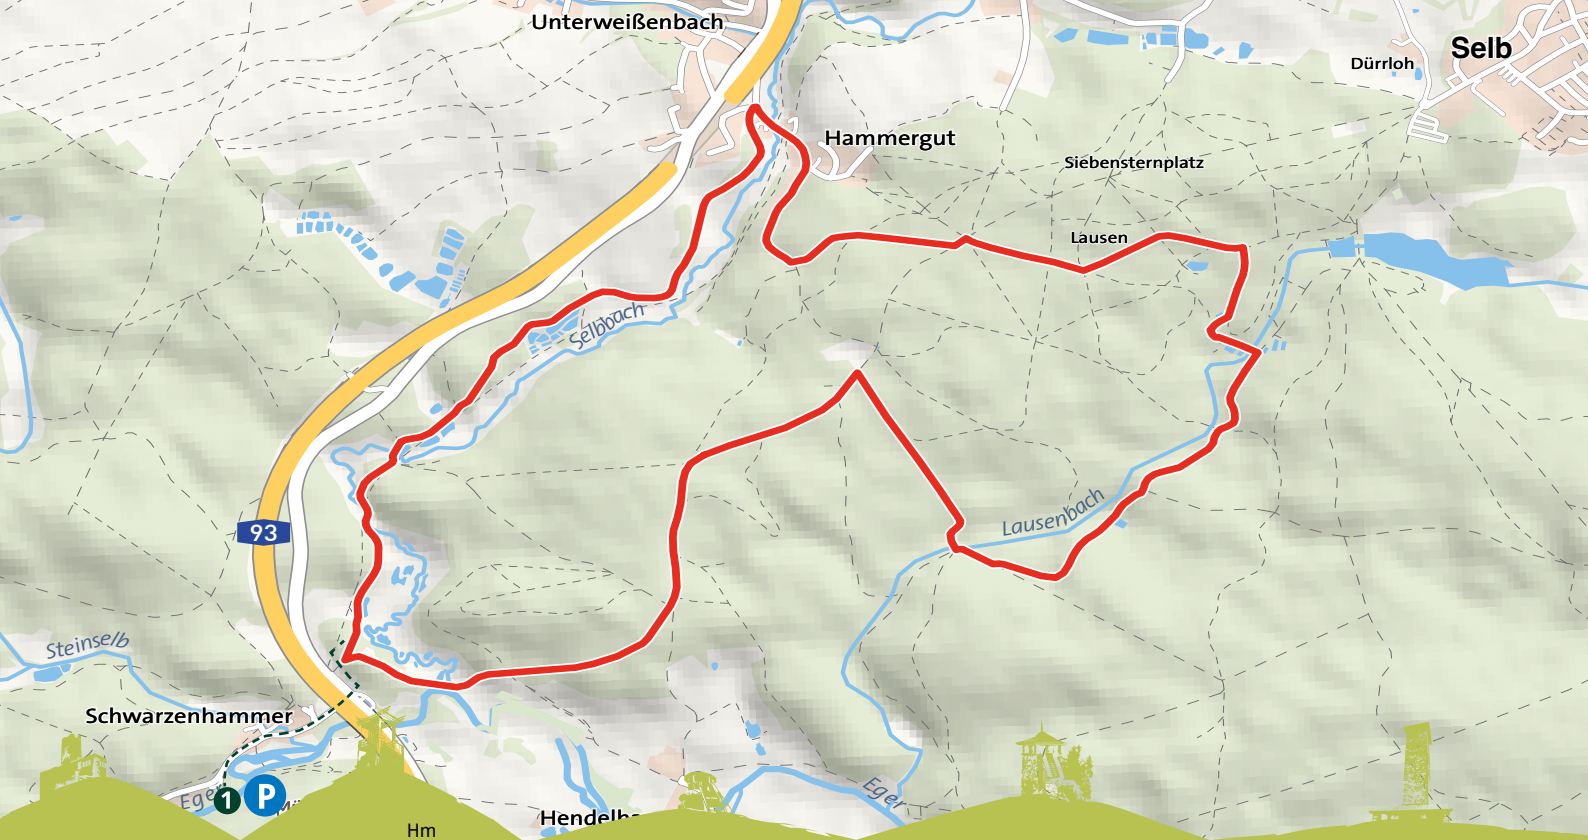 Unterweißenbach
Selb
Dürrloh
Hammergut
Siebensternplatz
Lausen
Selbbach
93
Lausenbach
Steinselb
Schwarzenhammer
Eger
1
P
Eger
Hm